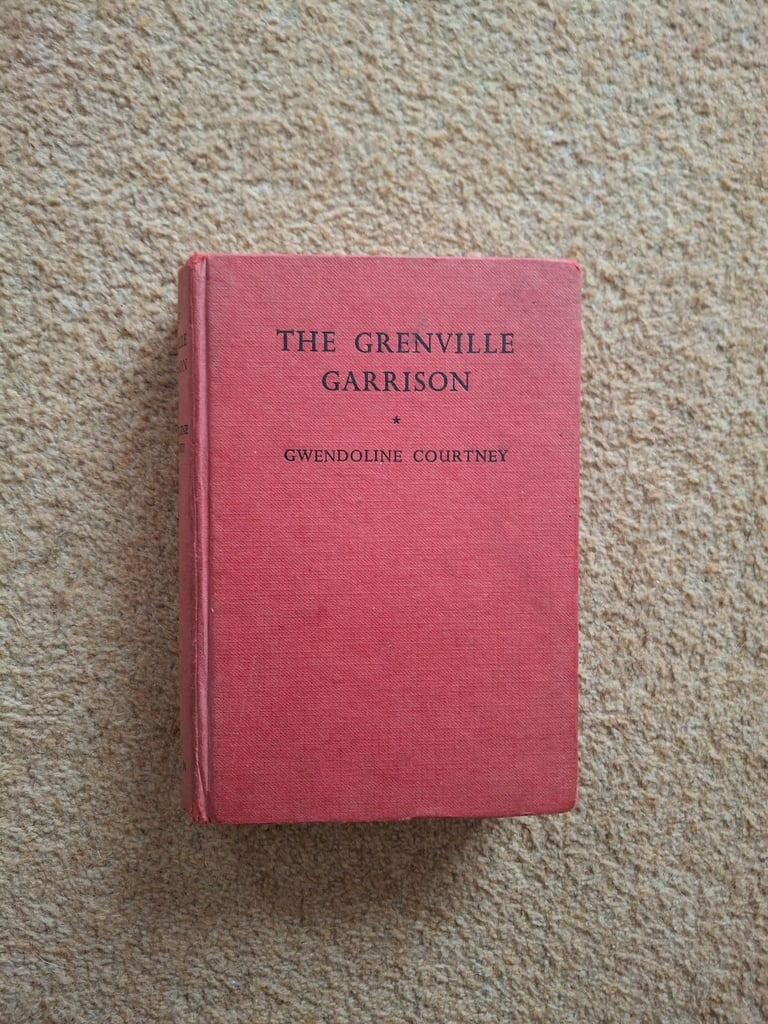 THE GRENVILLE
GARRISON
*
GWENDOLINE COURTNEY